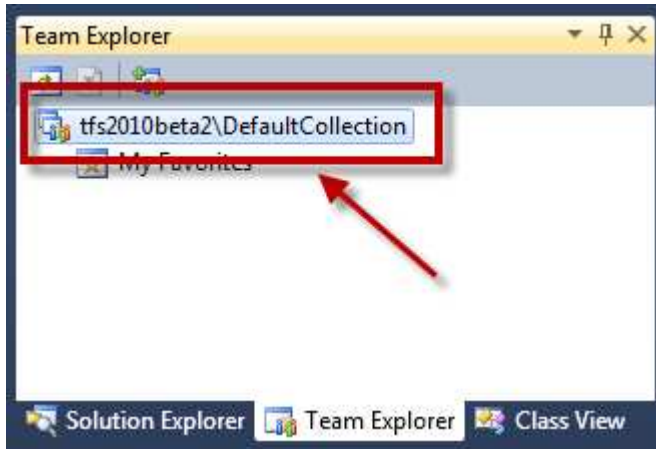 Team Explorer
tfs2010beta2\DefaultCollection
My Favorites
Solution Explorer Team Explorer Class View